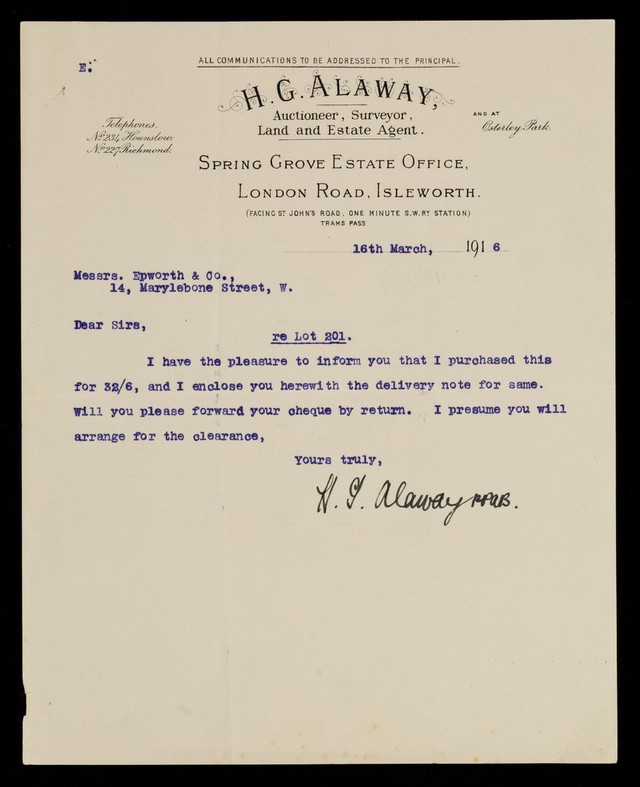 E.
ALL COMMUNICATIONS TO BE ADDRESSED TO THE PRINCIPAL.
H. G. ALAWAY,
Auctioneer, Surveyor,
Land and Estate Agent.
AND AT
Osterley Park.
Telephones,
No. 234, Hounslow.
No. 227, Richmond.
SPRING GROVE ESTATE OFFICE,
LONDON ROAD, ISLEWORTH.
(FACING ST JOHN'S ROAD, ONE MINUTE S.W.RY STATION)
TRAMS PASS
16th March, 1916
Messrs. Epworth & Co.,
14, Marylebone Street, W.
Dear Sirs,
re Lot 201.
I have the pleasure to inform you that I purchased this
for 32/6, and I enclose you herewith the delivery note for same.
Will you please forward your cheque by return. I presume you will
arrange for the clearance,
Yours truly,
H. G. Alaway